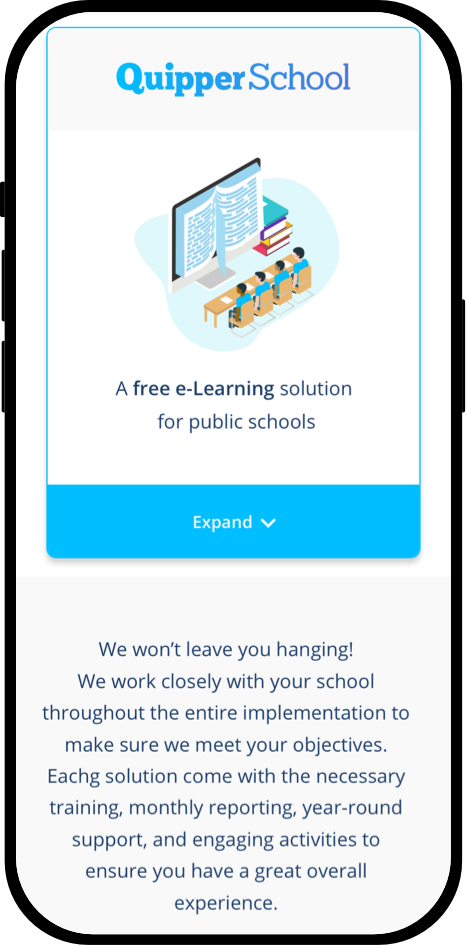 Quipper School
A free e-Learning solution
for public schools
Expand
We won’t leave you hanging!
We work closely with your school
throughout the entire implementation to
make sure we meet your objectives.
Eachg solution come with the necessary
training, monthly reporting, year-round
support, and engaging activities to
ensure you have a great overall
experience.